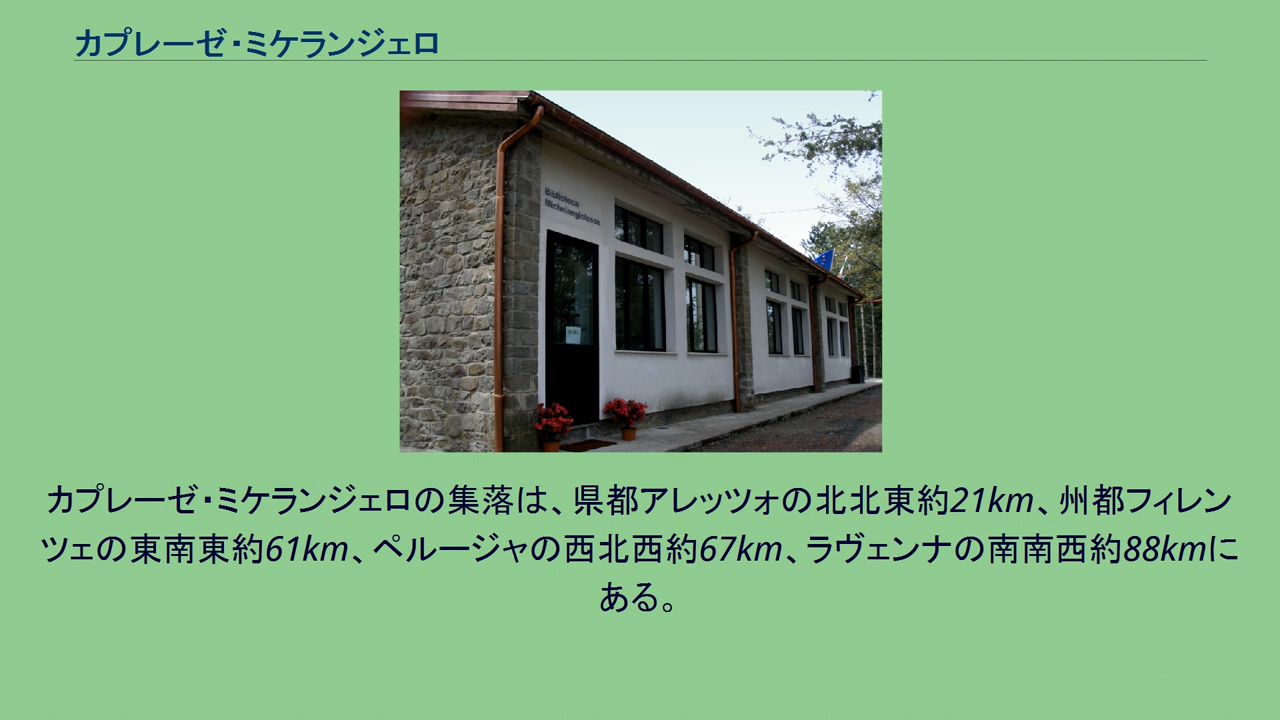 カプレーゼ・ミケランジェロ
Biblioteca
Michelangiolesca
カプレーゼ・ミケランジェロの集落は、県都アレッツォの北北東約21km、州都フィレン
ツェの東南東約61km、ペルージャの西北西約67km、ラヴェンナの南南西約88kmに
ある。